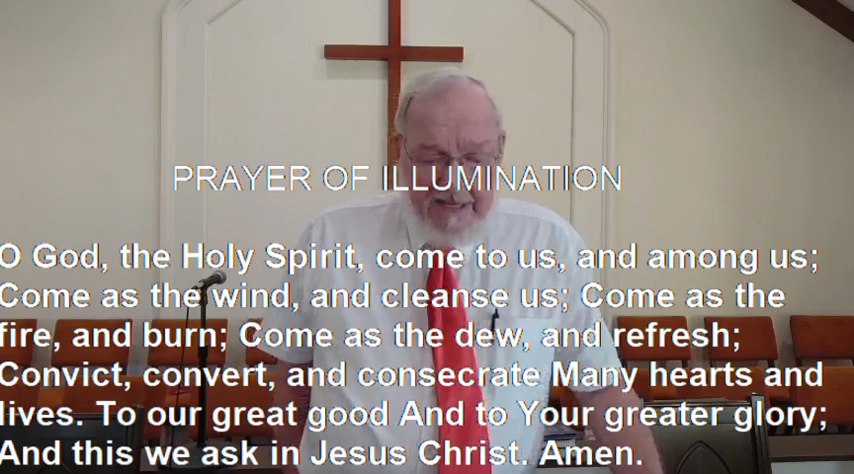 PRAYER OF ILLUMINATION
O God, the Holy Spirit, come to us, and among us;
Come as the wind, and cleanse us; Come as the
fire, and burn; Come as the dew, and refresh;
Convict, convert, and consecrate Many hearts and
lives. To our great good And to Your greater glory;
And this we ask in Jesus Christ. Amen.